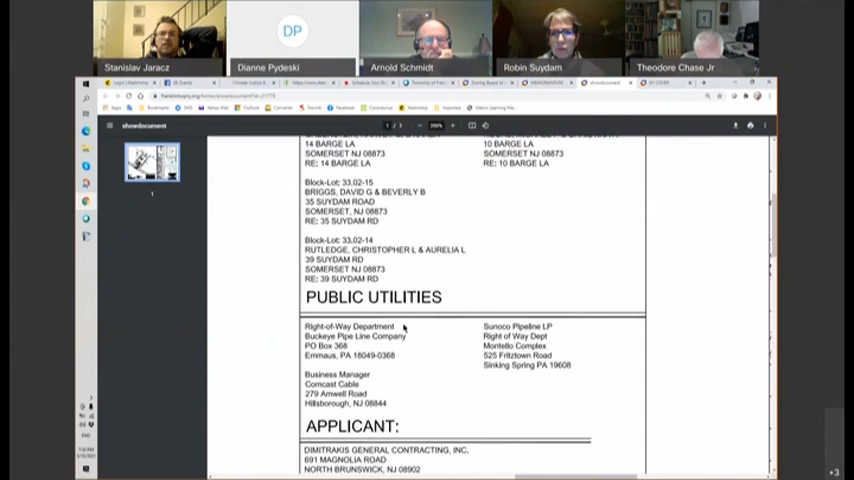 DP
Stanislav Jaracz
Dianne Pydeski
Arnold Schmidt
Robin Suydam
Theodore Chase Jr
showdocument
1 / 1
200%
14 BARGE LA
SOMERSET NJ 08873
RE: 14 BARGE LA
10 BARGE LA
SOMERSET NJ 08873
RE: 10 BARGE LA
Block-Lot: 33.02-15
BRIGGS, DAVID G & BEVERLY B
35 SUYDAM ROAD
SOMERSET, NJ 08873
RE: 35 SUYDAM RD
Block-Lot: 33.02-14
RUTLEDGE, CHRISTOPHER L & AURELIA L
39 SUYDAM RD
SOMERSET NJ 08873
RE: 39 SUYDAM RD
PUBLIC UTILITIES
Right-of-Way Department
Buckeye Pipe Line Company
PO Box 368
Emmaus, PA 18049-0368
Sunoco Pipeline LP
Right of Way Dept
Montello Complex
525 Fritztown Road
Sinking Spring PA 19608
Business Manager
Comcast Cable
279 Amwell Road
Hillsborough, NJ 08844
APPLICANT:
DIMITRAKIS GENERAL CONTRACTING, INC.
691 MAGNOLIA ROAD
NORTH BRUNSWICK, NJ 08902
1
+3